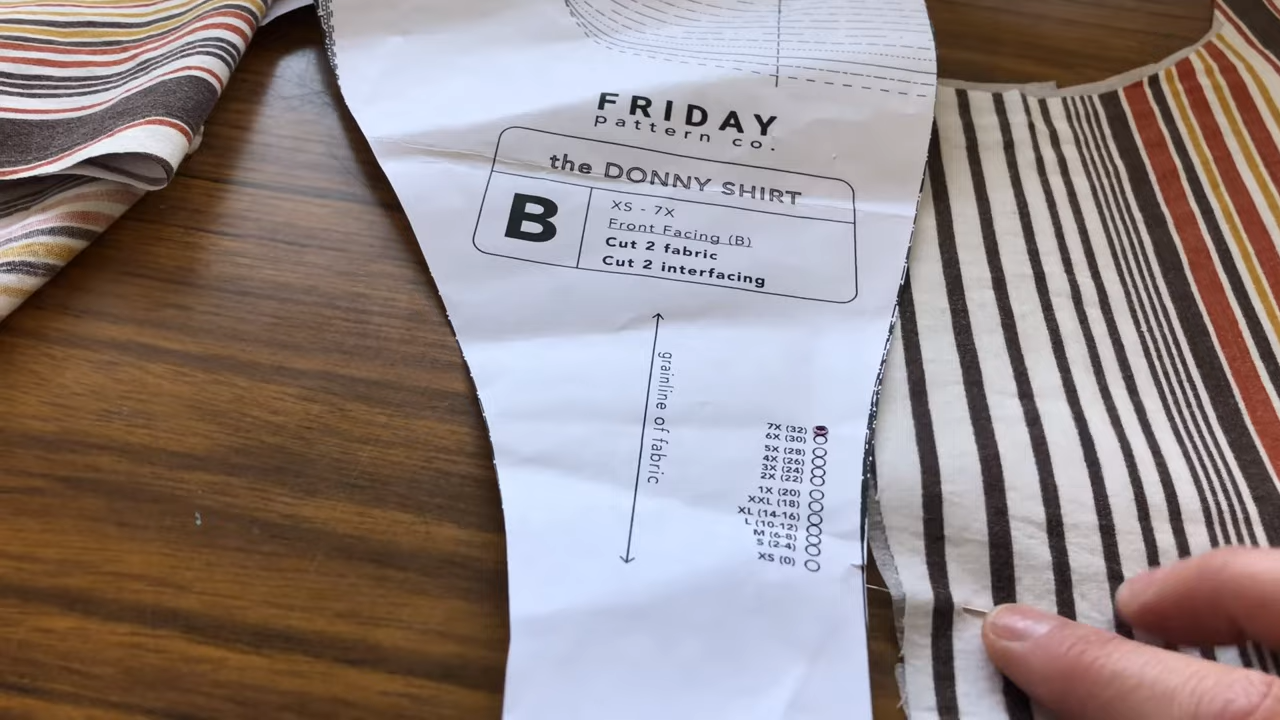 FRIDAY
pattern co.
the DONNY SHIRT
B
XS - 7X
Front Facing (B)
Cut 2 fabric
Cut 2 interfacing
grainline of fabric
7X (32)
6X (30)
5X (28)
4X (26)
3X (24)
2X (22)
1X (20)
XXL (18)
XL (14-16)
L (10-12)
M (6-8)
S (2-4)
XS (0)